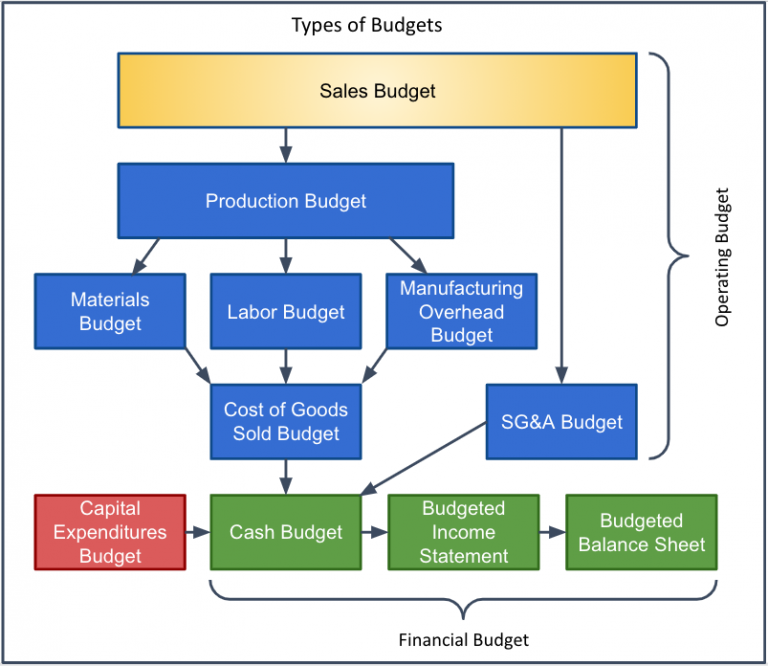 Types of Budgets
Sales Budget
Production Budget
Operating Budget
Materials
Budget
Labor Budget
Manufacturing
Overhead
Budget
Cost of Goods
Sold Budget
SG&A Budget
Capital
Expenditures
Budget
Cash Budget
Budgeted
Income
Statement
Budgeted
Balance Sheet
Financial Budget